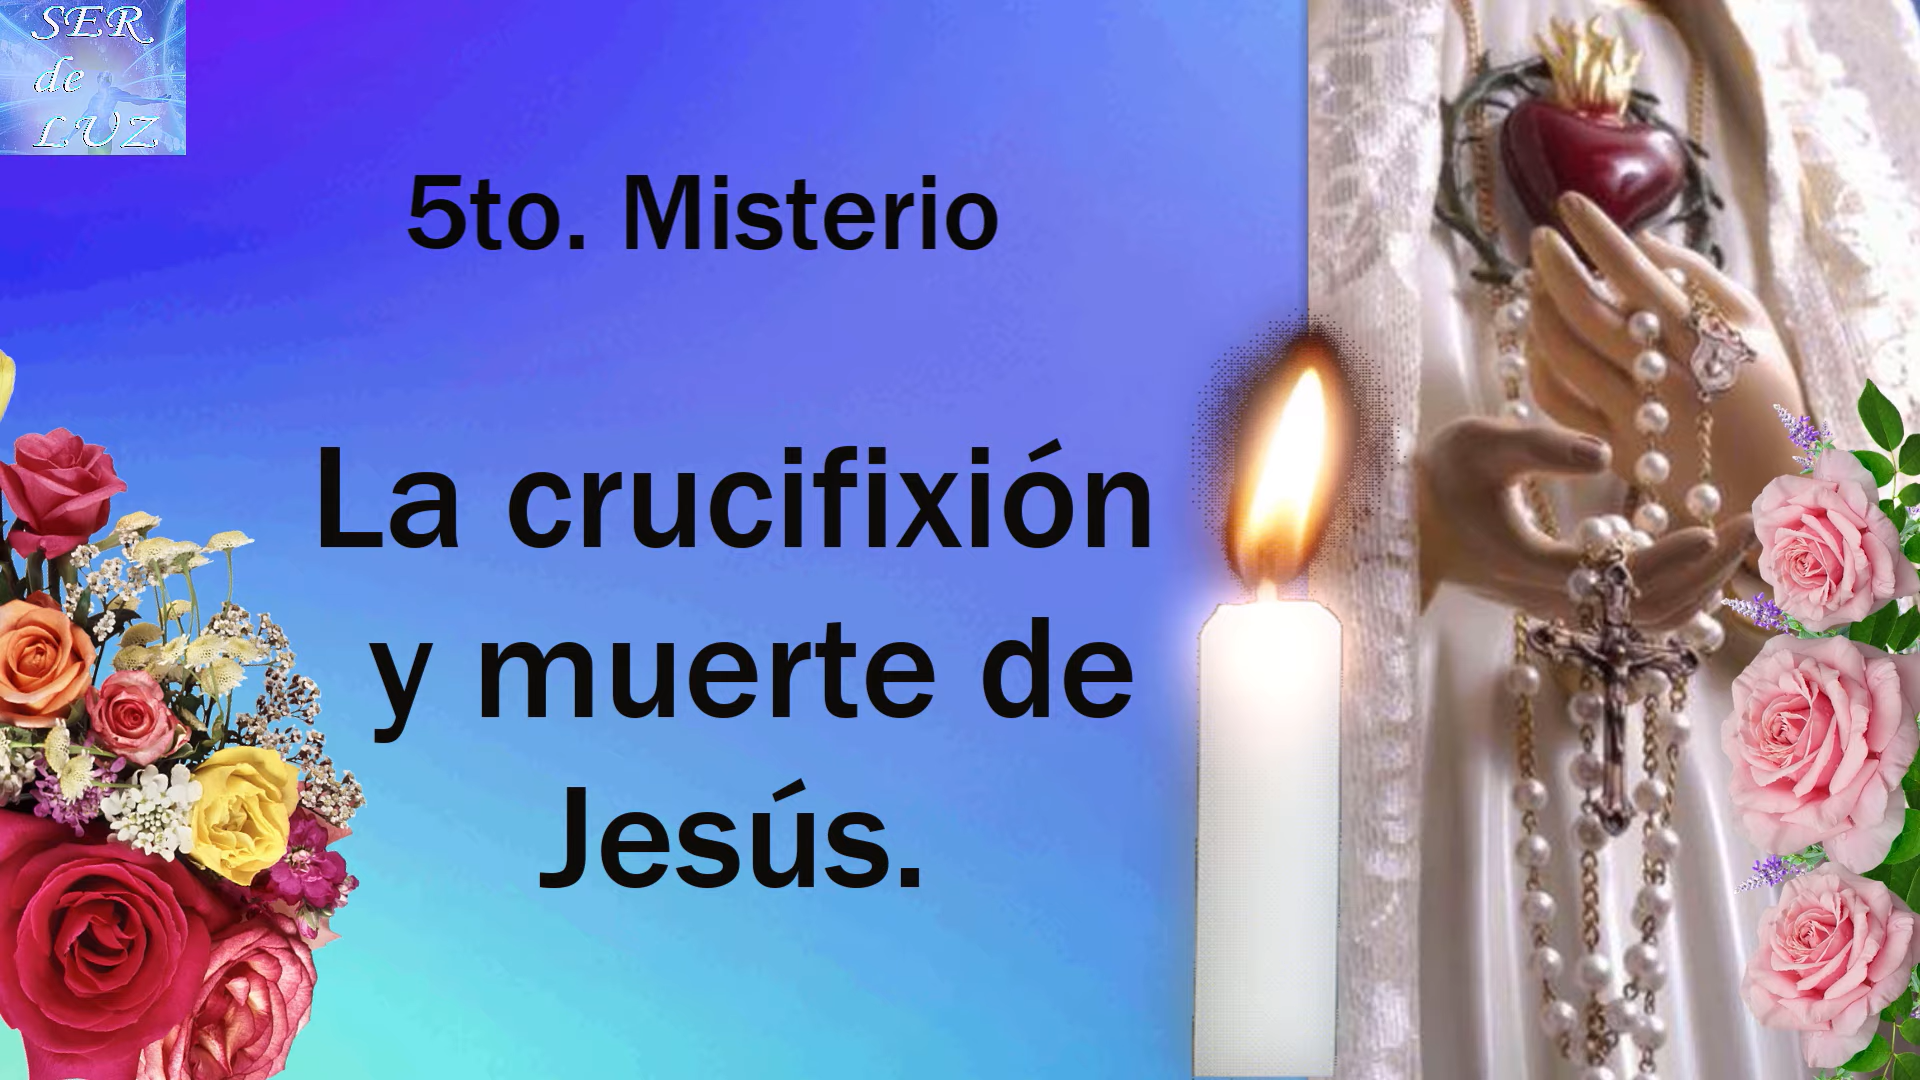 SER
de
LUZ
5to. Misterio
La crucifixión
y muerte de
Jesús.